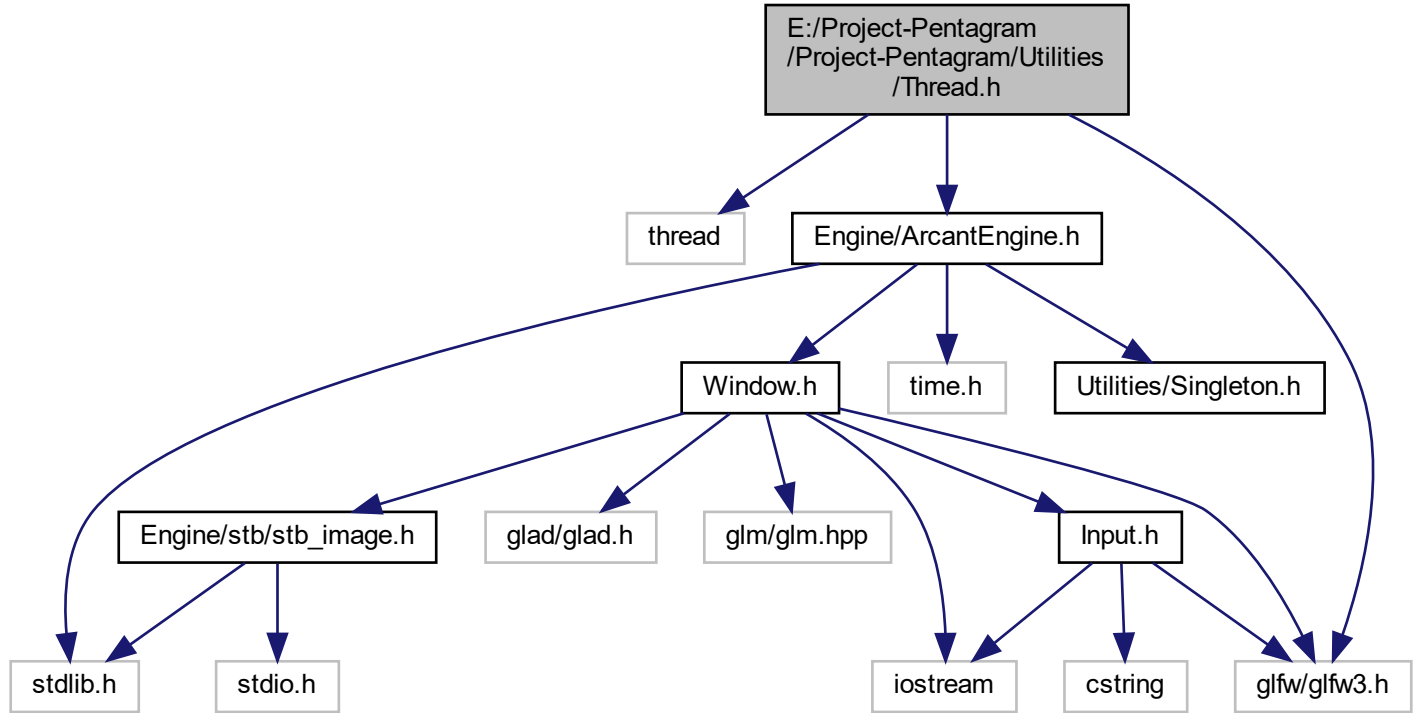 E:/Project-Pentagram
/Project-Pentagram/Utilities
/Thread.h
thread
Engine/ArcantEngine.h
Window.h
time.h
Utilities/Singleton.h
Engine/stb/stb_image.h
glad/glad.h
glm/glm.hpp
Input.h
stdlib.h
stdio.h
iostream
cstring
glfw/glfw3.h